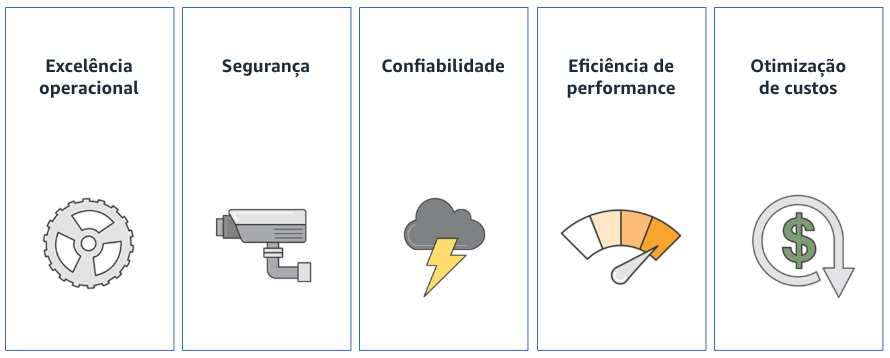 Excelência
operacional
Segurança
Confiabilidade
Eficiência de
performance
Otimização
de custos
$